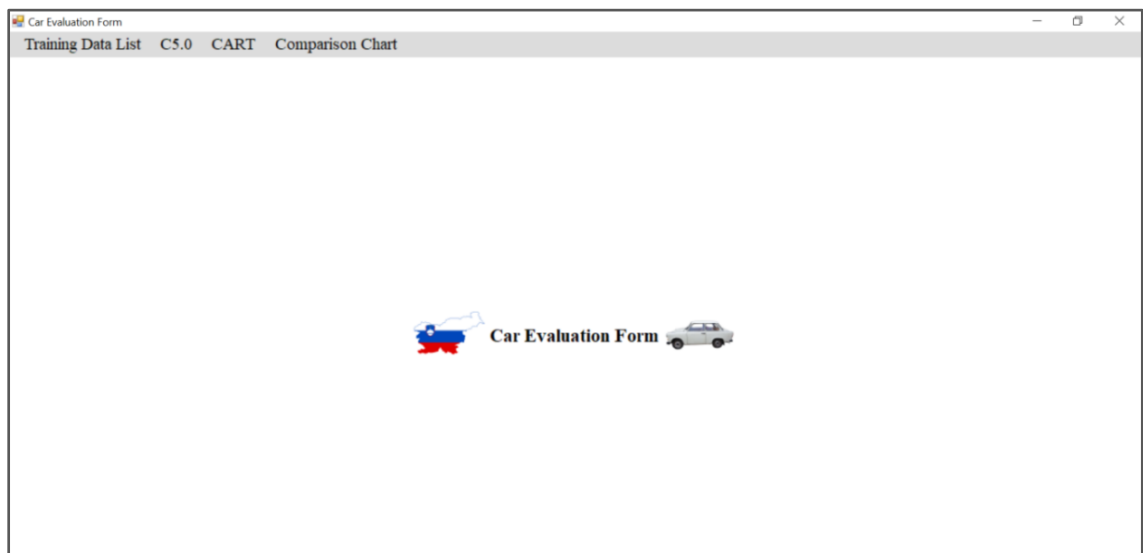 Car Evaluation Form
Training Data List C5.0 CART Comparison Chart
Car Evaluation Form